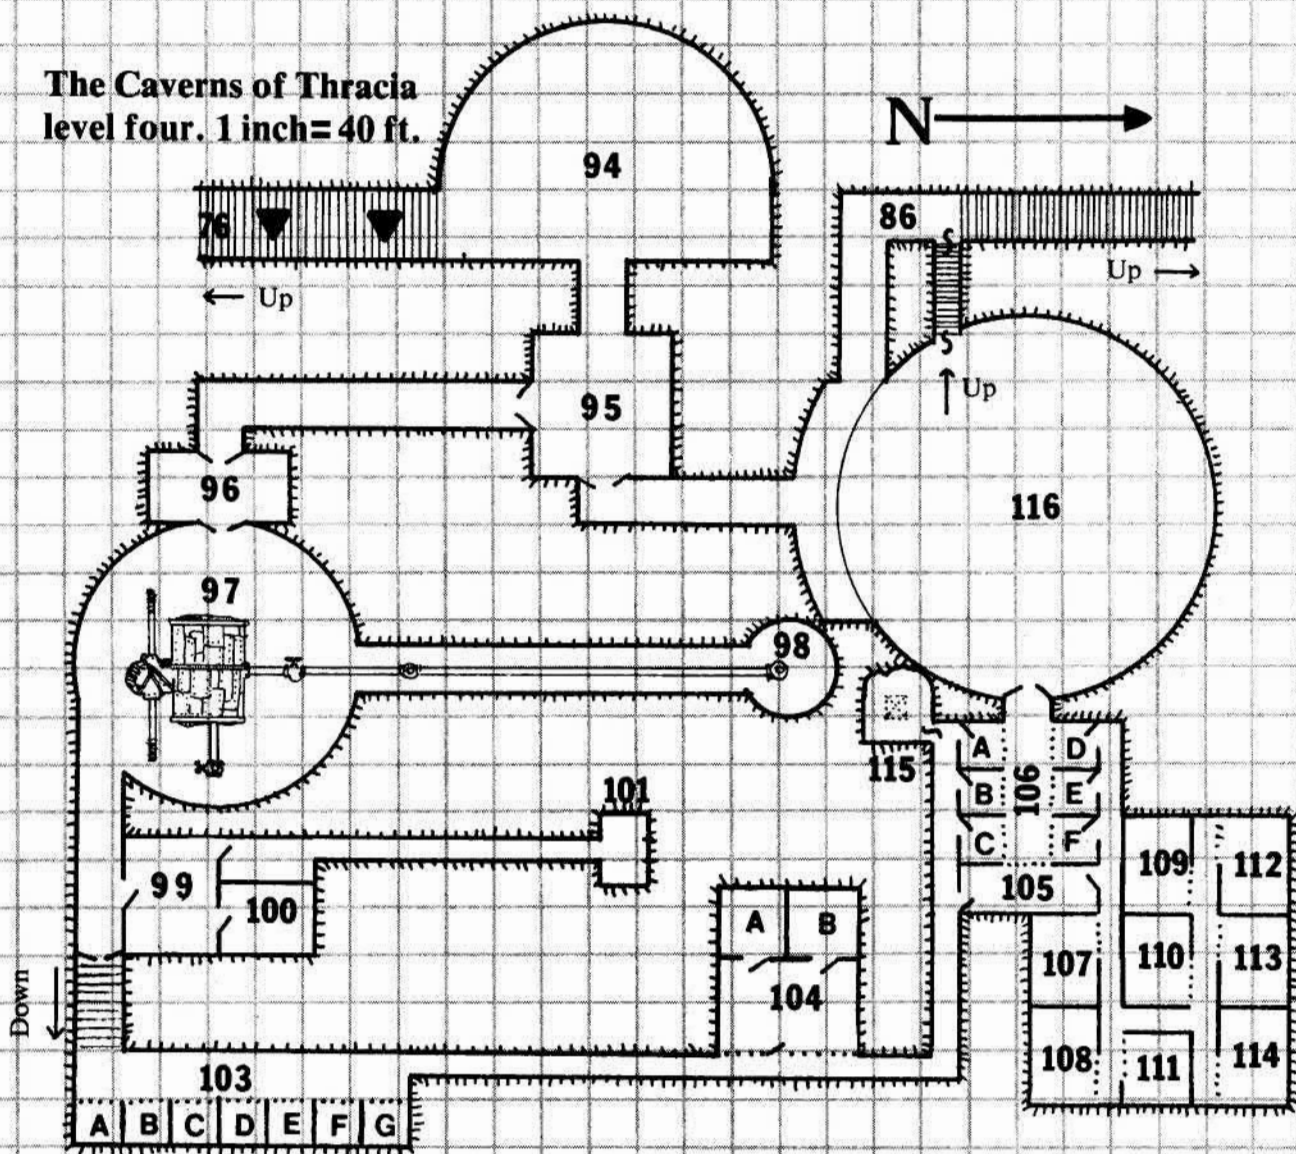 The Caverns of Thracia
level four. 1 inch= 40 ft.
N
94
76
86
Up
Up
Up
95
96
116
97
98
115
A
D
B
106
E
C
F
101
99
100
105
109
112
A
B
104
107
110
113
Down
103
108
111
114
A B C D E F G
S
S